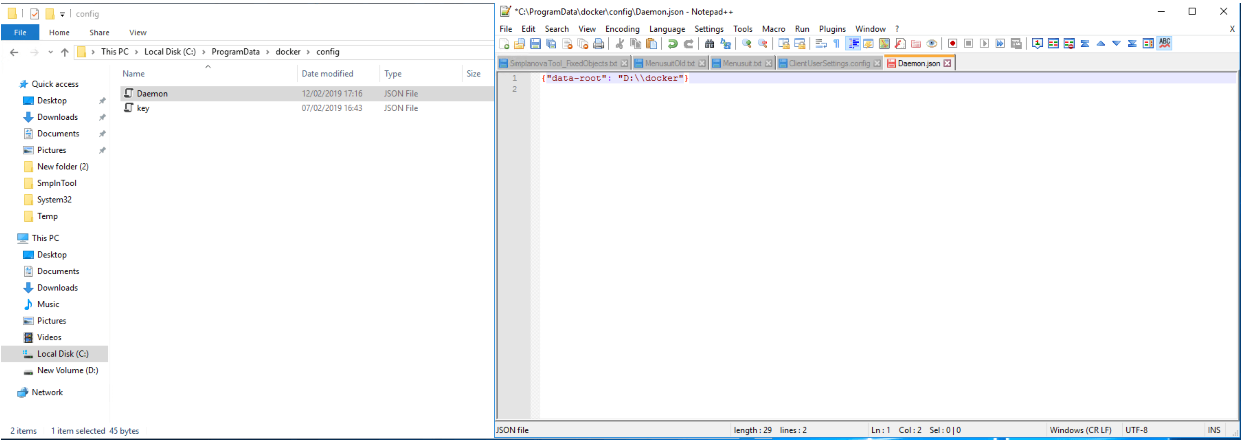 config
File Home Share View
This PC > Local Disk (C:) > ProgramData > docker > config
Name Date modified Type Size
Daemon 12/02/2019 17:16 JSON File
key 07/02/2019 16:43 JSON File
Quick access
Desktop
Downloads
Documents
Pictures
New folder (2)
SmpInTool
System32
Temp
This PC
Desktop
Documents
Downloads
Music
Pictures
Videos
Local Disk (C:)
New Volume (D:)
Network
2 items 1 item selected 45 bytes
*C:\ProgramData\docker\config\Daemon.json - Notepad++
File Edit Search View Encoding Language Settings Tools Macro Run Plugins Window ? X
SmplanovaTool_FixedObjects.txt MenusutOld.txt Menusut.txt ClientUserSettings.config Daemon.json
1 {"data-root": "D:\\docker"}
2
JSON file length : 29 lines : 2 Ln : 1 Col : 2 Sel : 0 | 0 Windows (CR LF) UTF-8 INS